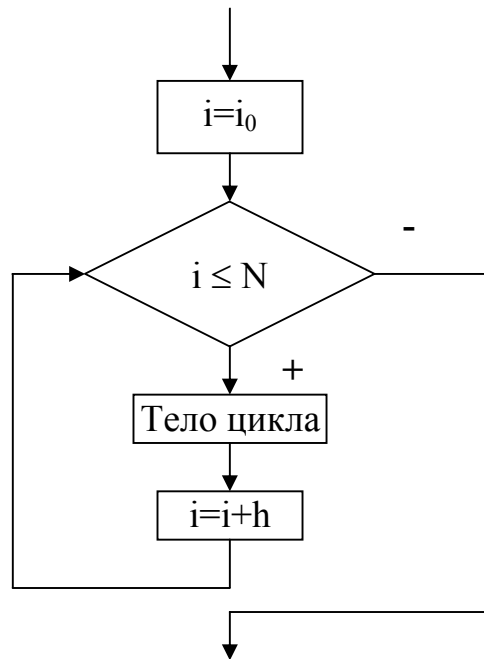 i=i₀
-
i ≤ N
+
Тело цикла
i=i+h